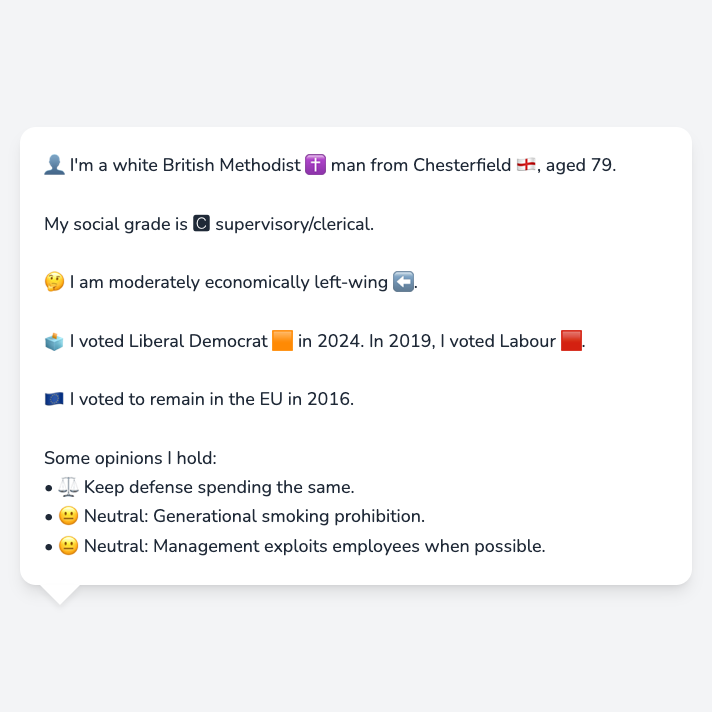 👤 I'm a white British Methodist ✝️ man from Chesterfield 🏴󠁧󠁢󠁥󠁮󠁧󠁿, aged 79.
My social grade is 🅲 supervisory/clerical.
🤔 I am moderately economically left-wing ⬅️.
🗳️ I voted Liberal Democrat 🟧 in 2024. In 2019, I voted Labour 🟥.
🇪🇺 I voted to remain in the EU in 2016.
Some opinions I hold:
• ⚖️ Keep defense spending the same.
• 😐 Neutral: Generational smoking prohibition.
• 😐 Neutral: Management exploits employees when possible.